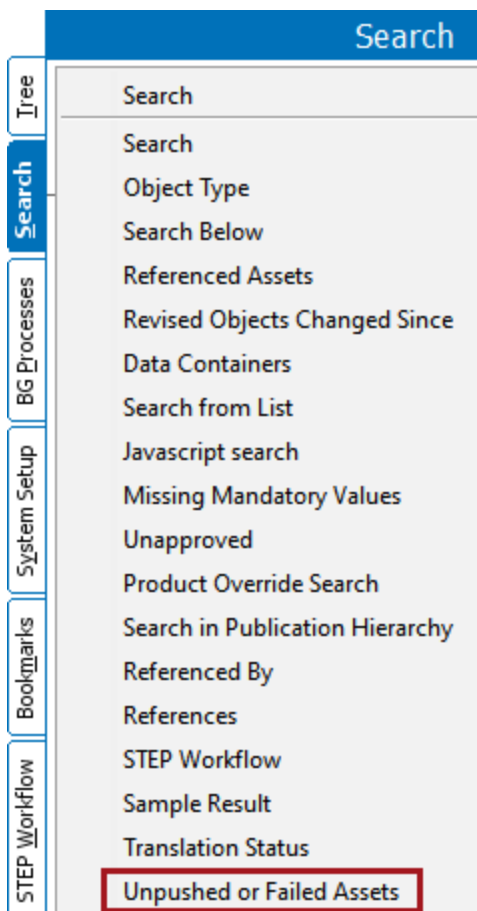 Search
Tree
Search
BG Processes
System Setup
Bookmarks
STEP Workflow
Search
Search
Object Type
Search Below
Referenced Assets
Revised Objects Changed Since
Data Containers
Search from List
Javascript search
Missing Mandatory Values
Unapproved
Product Override Search
Search in Publication Hierarchy
Referenced By
References
STEP Workflow
Sample Result
Translation Status
Unpushed or Failed Assets